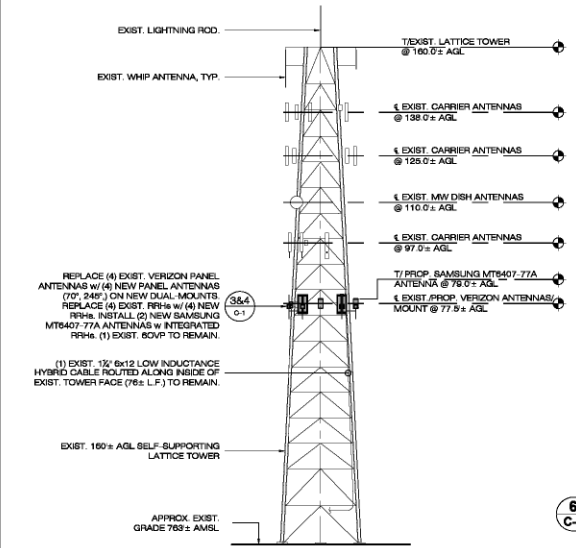 EXIST. LIGHTNING ROD.
EXIST. WHIP ANTENNA, TYP.
T/EXIST. LATTICE TOWER
@ 160.0'± AGL
℄ EXIST. CARRIER ANTENNAS
@ 138.0'± AGL
℄ EXIST. CARRIER ANTENNAS
@ 125.0'± AGL
℄ EXIST. MW DISH ANTENNAS
@ 110.0'± AGL
℄ EXIST. CARRIER ANTENNAS
@ 97.0'± AGL
T/ PROP. SAMSUNG MT6407-77A
ANTENNA @ 79.0'± AGL
℄ EXIST./PROP. VERIZON ANTENNAS/
MOUNT @ 77.5'± AGL
REPLACE (4) EXIST. VERIZON PANEL
ANTENNAS w/ (4) NEW PANEL ANTENNAS
(70°, 245°,) ON NEW DUAL-MOUNTS.
REPLACE (4) EXIST. RRHs w/ (4) NEW
RRHs. INSTALL (2) NEW SAMSUNG
MT6407-77A ANTENNAS w INTEGRATED
RRHs. (1) EXIST. 6OVP TO REMAIN.
3&4
C-1
(1) EXIST. 1⅝" 6x12 LOW INDUCTANCE
HYBRID CABLE ROUTED ALONG INSIDE OF
EXIST. TOWER FACE (76± L.F.) TO REMAIN.
EXIST. 160'± AGL SELF-SUPPORTING
LATTICE TOWER
APPROX. EXIST.
GRADE 763'± AMSL
6
C-